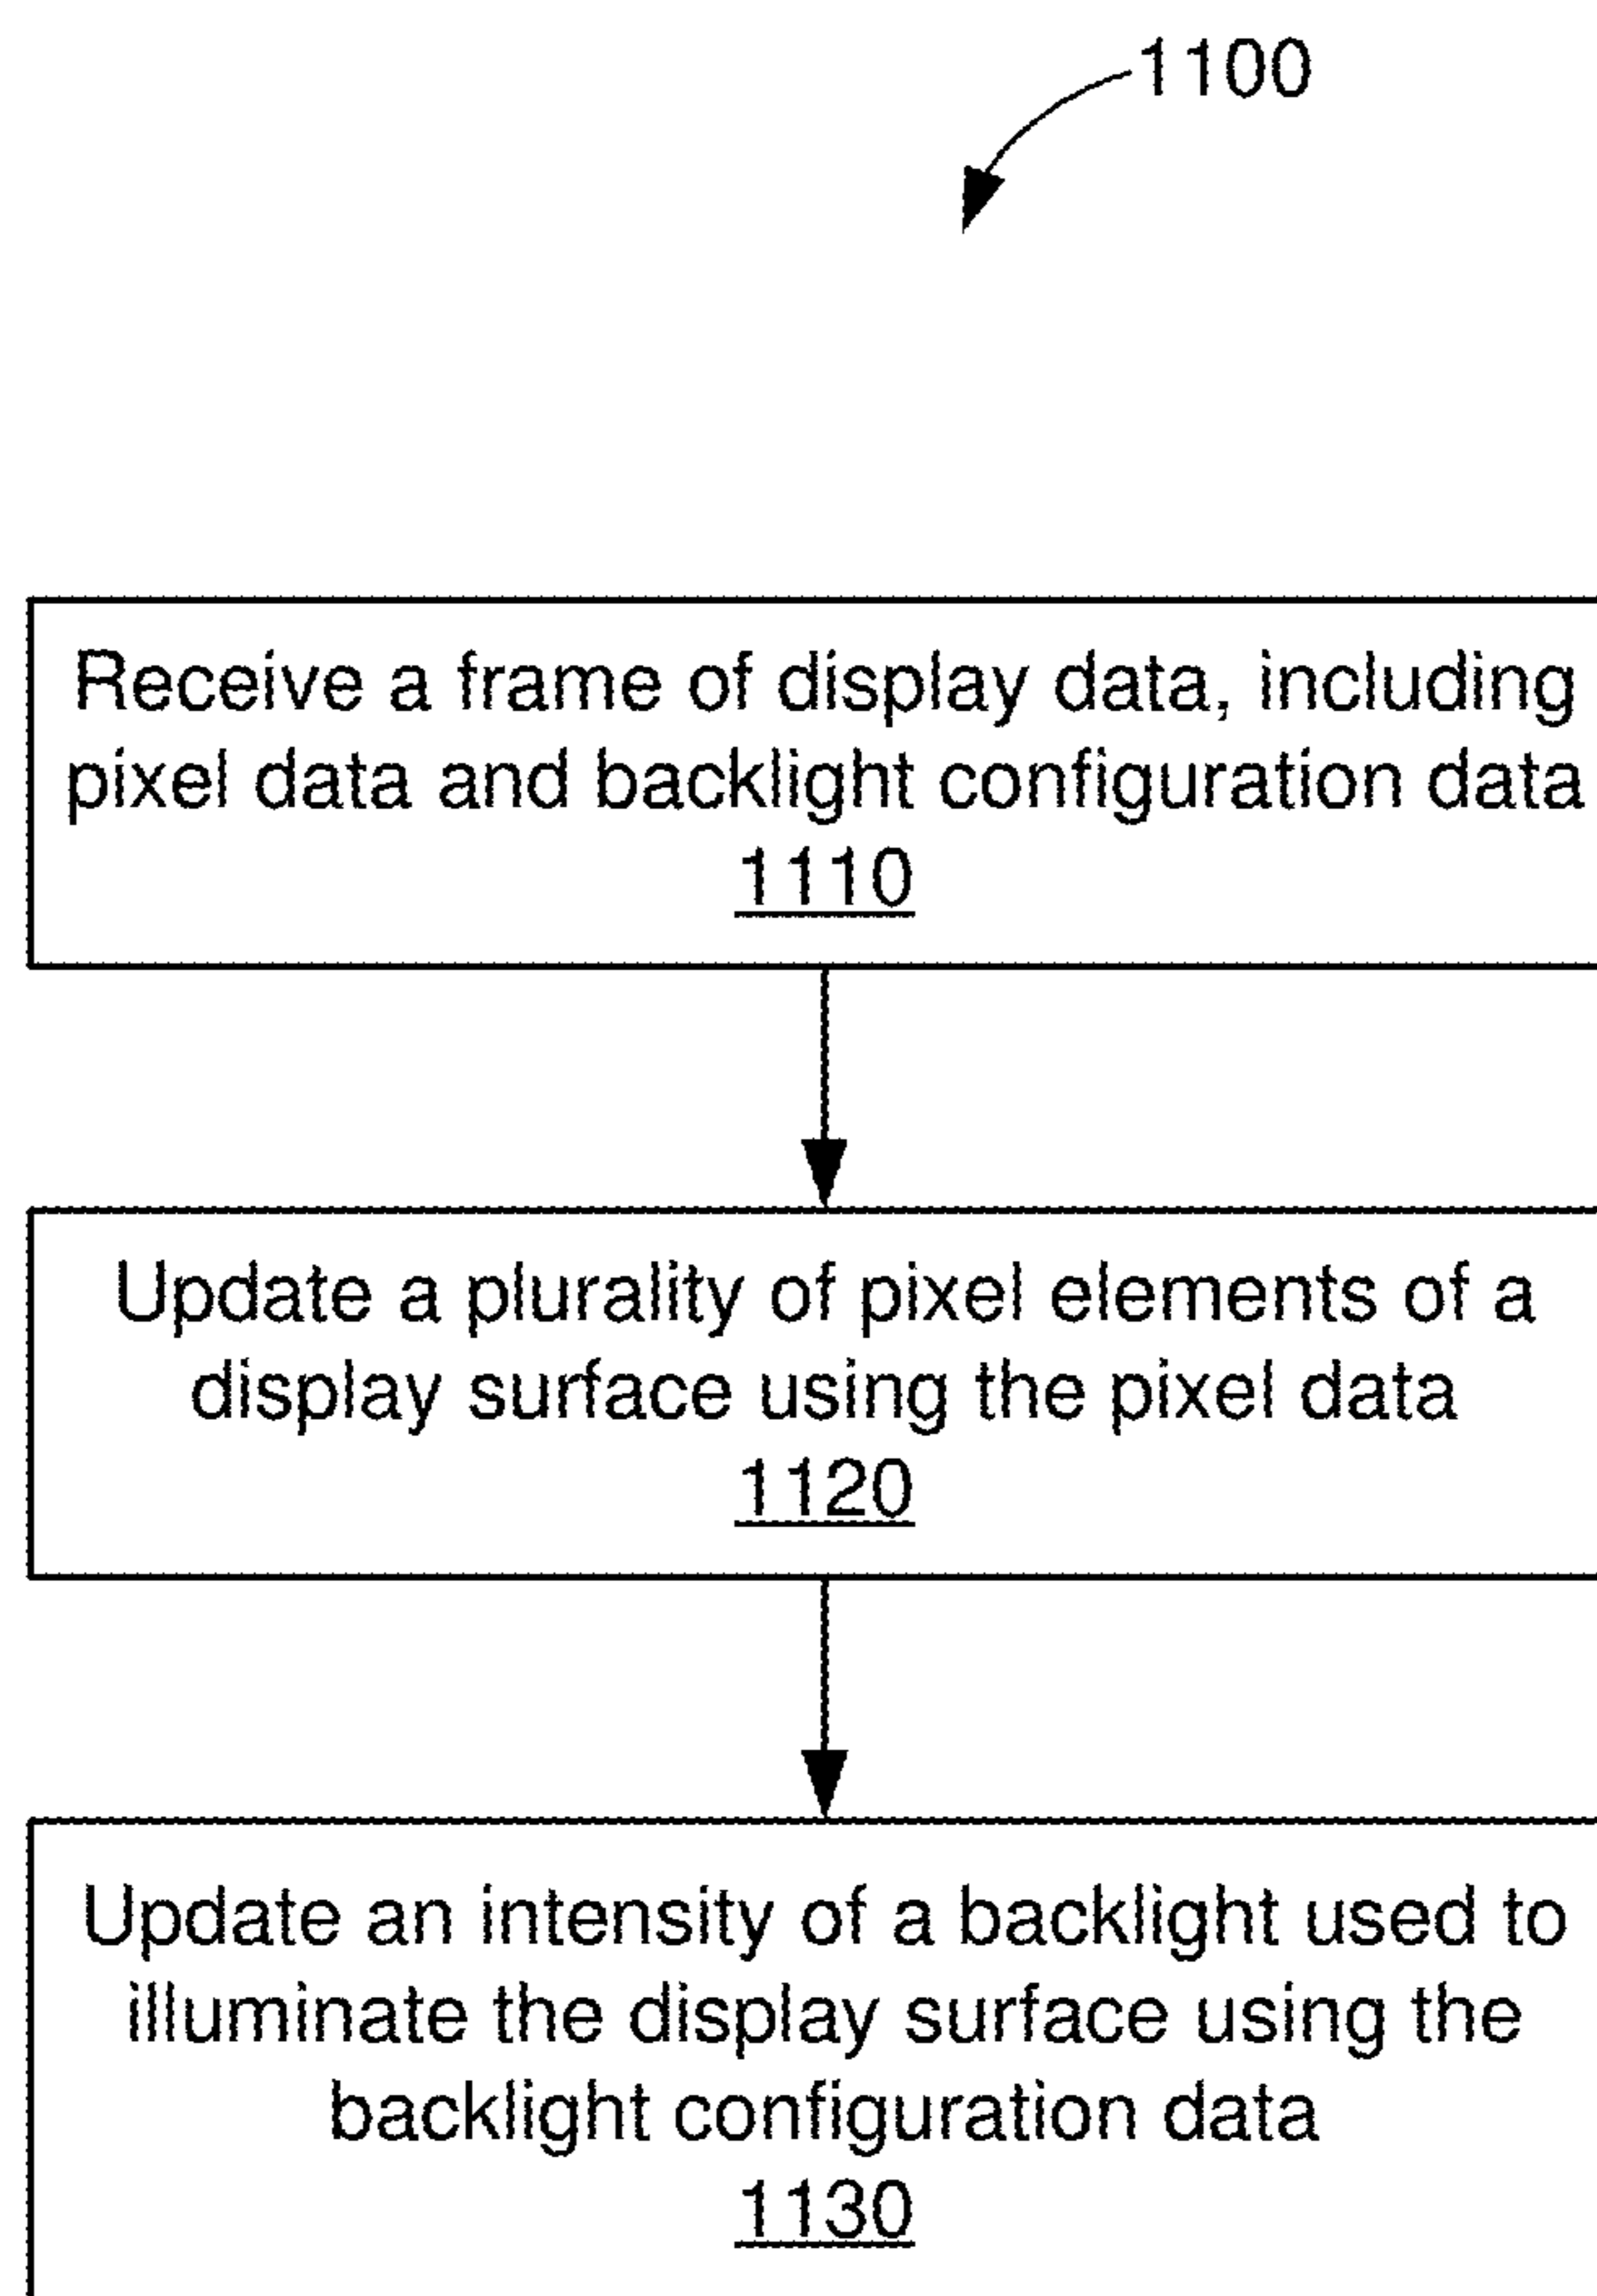 1100
Receive a frame of display data, including
pixel data and backlight configuration data
1110
Update a plurality of pixel elements of a
display surface using the pixel data
1120
Update an intensity of a backlight used to
illuminate the display surface using the
backlight configuration data
1130